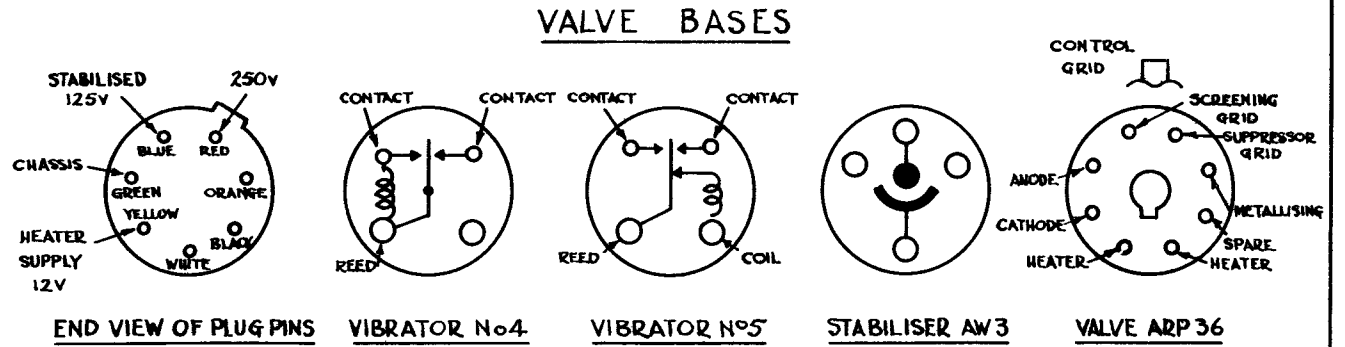 VALVE BASES
STABILISED
125V
250V
BLUE
RED
CHASSIS
GREEN
ORANGE
YELLOW
HEATER
SUPPLY
12V
BLACK
WHITE
END VIEW OF PLUG PINS
CONTACT
CONTACT
REED
VIBRATOR No4
CONTACT
CONTACT
REED
COIL
VIBRATOR No5
STABILISER AW3
CONTROL
GRID
SCREENING
GRID
SUPPRESSOR
GRID
ANODE
CATHODE
METALLISING
SPARE
HEATER
HEATER
VALVE ARP36